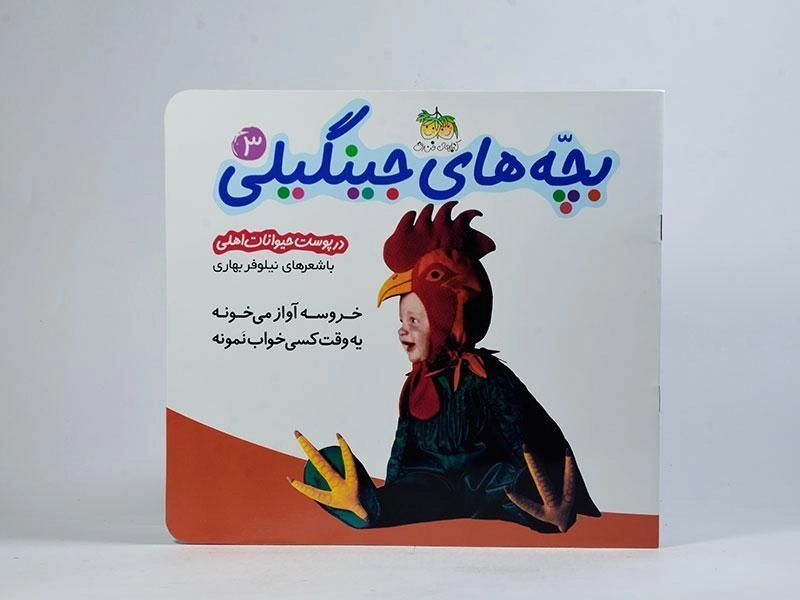 بچّه‌های جینگیلی
۳
در پوست حیوانات اهلی
با شعرهای نیلوفر بهاری
خروسه آواز می‌خونه
یه وقت کسی خواب نَمونه